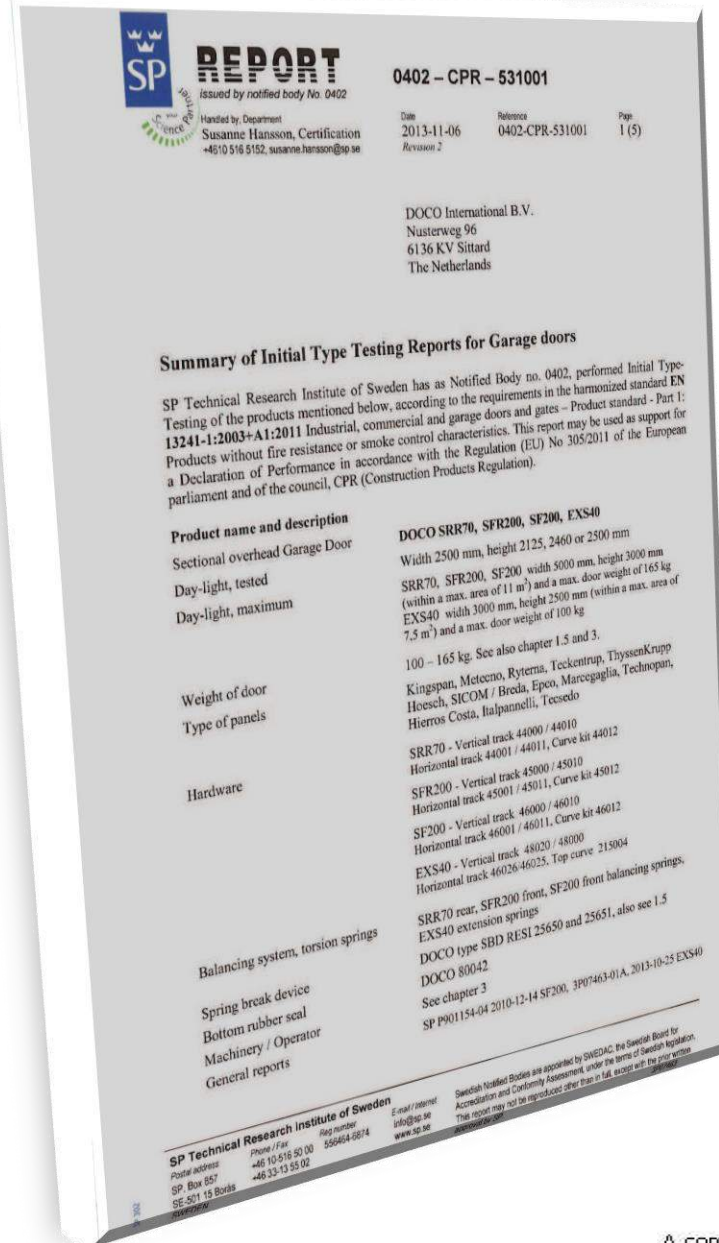 SP
your
Science Partner
REPORT
issued by notified body No. 0402
0402 – CPR – 531001
Handled by, Department
Susanne Hansson, Certification
+4610 516 5152, susanne.hansson@sp.se
Date
2013-11-06
Revision 2
Reference
0402-CPR-531001
Page
1 (5)
DOCO International B.V.
Nusterweg 96
6136 KV Sittard
The Netherlands
Summary of Initial Type Testing Reports for Garage doors
SP Technical Research Institute of Sweden has as Notified Body no. 0402, performed Initial Type-
Testing of the products mentioned below, according to the requirements in the harmonized standard EN
13241-1:2003+A1:2011 Industrial, commercial and garage doors and gates – Product standard - Part 1:
Products without fire resistance or smoke control characteristics. This report may be used as support for
a Declaration of Performance in accordance with the Regulation (EU) No 305/2011 of the European
parliament and of the council, CPR (Construction Products Regulation).
Product name and description
DOCO SRR70, SFR200, SF200, EXS40
Sectional overhead Garage Door
Day-light, tested
Width 2500 mm, height 2125, 2460 or 2500 mm
Day-light, maximum
SRR70, SFR200, SF200 width 5000 mm, height 3000 mm
(within a max. area of 11 m²) and a max. door weight of 165 kg
EXS40 width 3000 mm, height 2500 mm (within a max. area of
7,5 m²) and a max. door weight of 100 kg
Weight of door
100 – 165 kg. See also chapter 1.5 and 3.
Type of panels
Kingspan, Metecno, Ryterna, Teckentrup, ThyssenKrupp
Hoesch, SICOM / Breda, Epco, Marcegaglia, Technopan,
Hierros Costa, Italpannelli, Tecsedo
Hardware
SRR70 - Vertical track 44000 / 44010
Horizontal track 44001 / 44011, Curve kit 44012
SFR200 - Vertical track 45000 / 45010
Horizontal track 45001 / 45011, Curve kit 45012
SF200 - Vertical track 46000 / 46010
Horizontal track 46001 / 46011, Curve kit 46012
EXS40 - Vertical track 48020 / 48000
Horizontal track 46026/46025, Top curve 215004
Balancing system, torsion springs
SRR70 rear, SFR200 front, SF200 front balancing springs,
EXS40 extension springs
Spring break device
DOCO type SBD RESI 25650 and 25651, also see 1.5
Bottom rubber seal
DOCO 80042
Machinery / Operator
See chapter 3
General reports
SP P901154-04 2010-12-14 SF200, 3P07463-01A, 2013-10-25 EXS40
SP Technical Research Institute of Sweden
Postal address
SP, Box 857
SE-501 15 Borås
SWEDEN
Phone / Fax
+46 10-516 50 00
+46 33-13 55 02
Reg.number
556464-6874
E-mail / Internet
info@sp.se
www.sp.se
Swedish Notified Bodies are appointed by SWEDAC, the Swedish Board for
Accreditation and Conformity Assessment, under the terms of Swedish legislation.
This report may not be reproduced other than in full, except with the prior written
approved by SP.